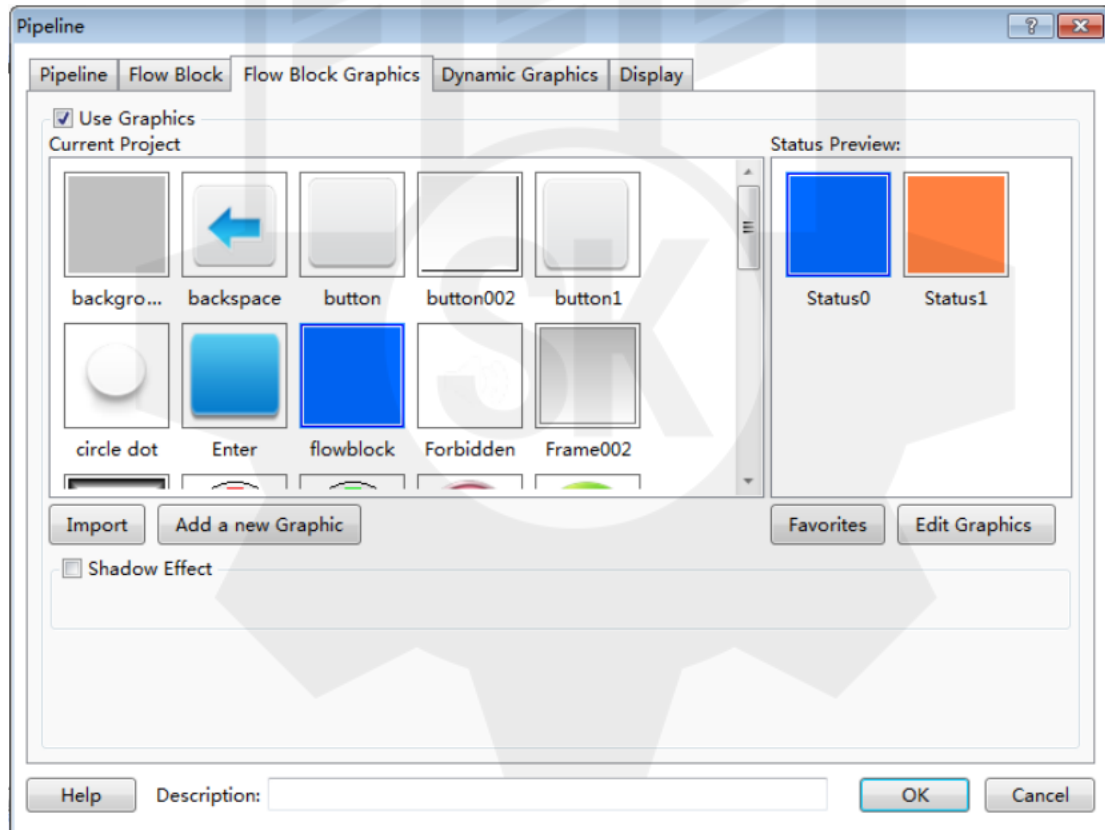 Pipeline
Pipeline Flow Block Flow Block Graphics Dynamic Graphics Display
Use Graphics
Current Project
Status Preview:
backgro... backspace button button002 button1
Status0 Status1
circle dot Enter flowblock Forbidden Frame002
Import Add a new Graphic
Favorites Edit Graphics
Shadow Effect
Help Description: OK Cancel
SK